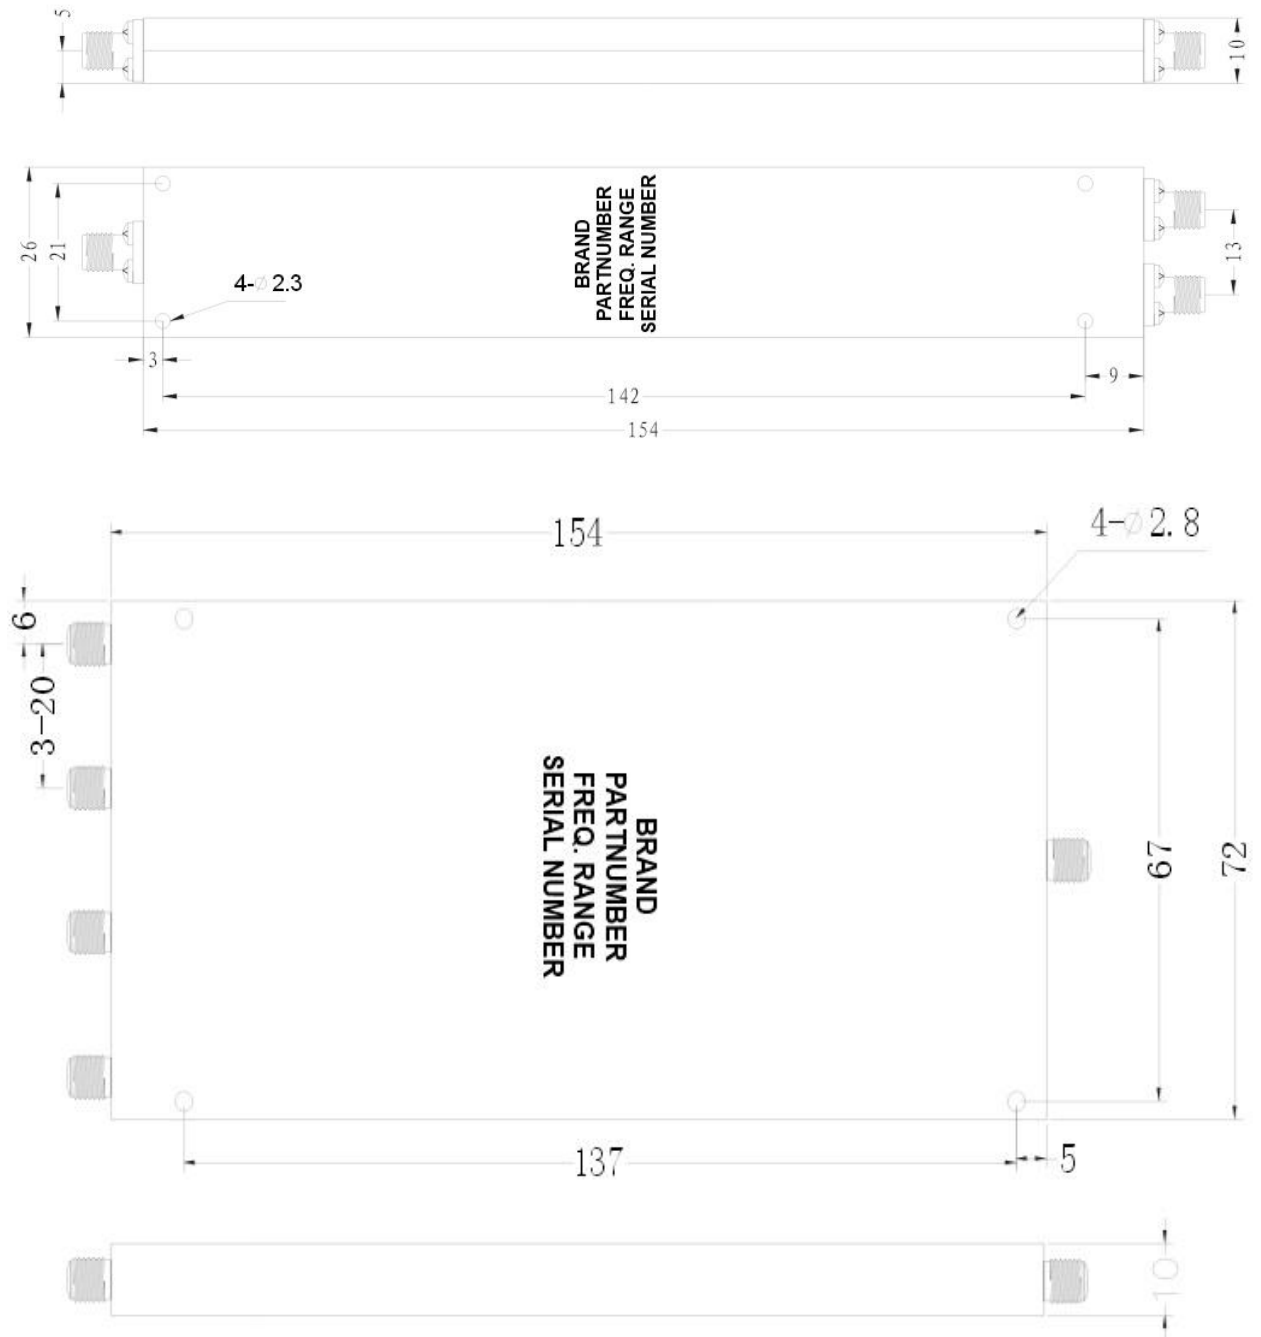 5
10
BRAND
PARTNUMBER
FREQ. RANGE
SERIAL NUMBER
26
21
13
4-∅ 2.3
3
9
142
154
154
4-∅ 2.8
6
3-20
BRAND
PARTNUMBER
FREQ. RANGE
SERIAL NUMBER
67
72
137
5
10